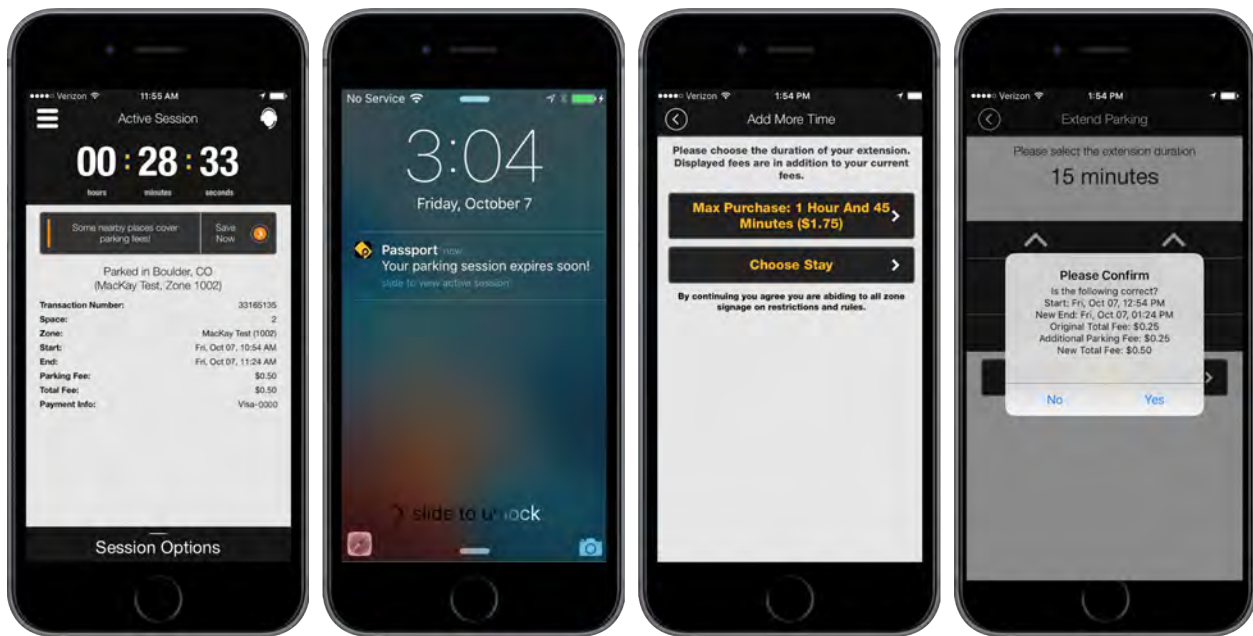 Verizon 11:55 AM
Active Session
00 : 28 : 33
hours minutes seconds
Some nearby places cover
parking fees!
Save
Now
Parked in Boulder, CO
(MacKay Test, Zone 1002)
Transaction Number: 33165135
Space: 2
Zone: MacKay Test (1002)
Start: Fri, Oct 07, 10:54 AM
End: Fri, Oct 07, 11:24 AM
Parking Fee: $0.50
Total Fee: $0.50
Payment Info: Visa-0000
Session Options
No Service
3:04
Friday, October 7
Passport now
Your parking session expires soon!
slide to view active session
slide to unlock
Verizon 1:54 PM
Add More Time
Please choose the duration of your extension.
Displayed fees are in addition to your current
fees.
Max Purchase: 1 Hour And 45
Minutes ($1.75)
Choose Stay
By continuing you agree you are abiding to all zone
signage on restrictions and rules.
Verizon 1:54 PM
Extend Parking
Please select the extension duration
15 minutes
Please Confirm
Is the following correct?
Start: Fri, Oct 07, 12:54 PM
New End: Fri, Oct 07, 01:24 PM
Original Total Fee: $0.25
Additional Parking Fee: $0.25
New Total Fee: $0.50
No Yes